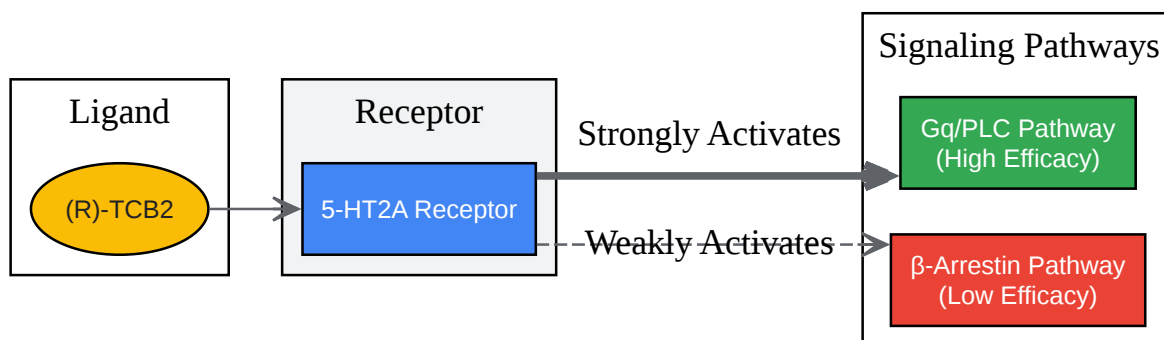 Signaling Pathways
Ligand
Receptor
(R)-TCB2
5-HT2A Receptor
Strongly Activates
Weakly Activates
Gq/PLC Pathway
(High Efficacy)
β-Arrestin Pathway
(Low Efficacy)